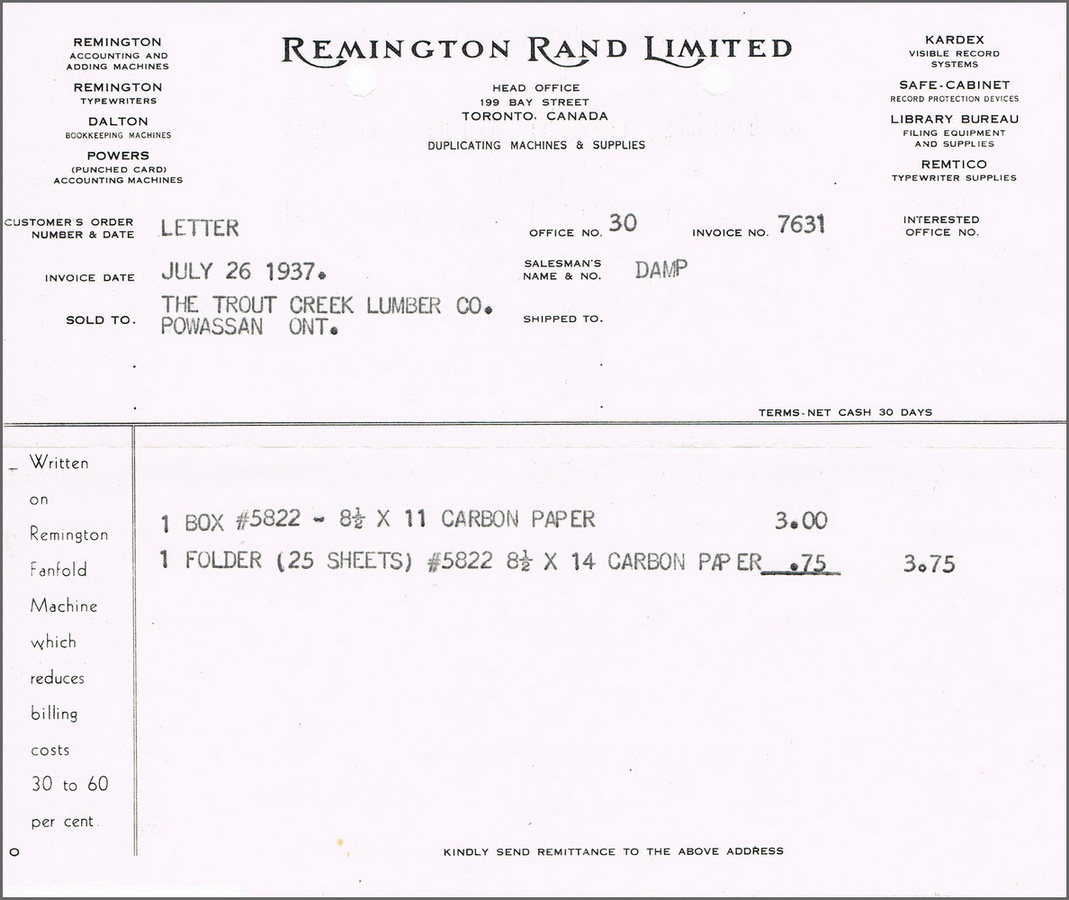 REMINGTON
ACCOUNTING AND
ADDING MACHINES
REMINGTON
TYPEWRITERS
DALTON
BOOKKEEPING MACHINES
POWERS
(PUNCHED CARD)
ACCOUNTING MACHINES
REMINGTON RAND LIMITED
HEAD OFFICE
199 BAY STREET
TORONTO, CANADA
DUPLICATING MACHINES & SUPPLIES
KARDEX
VISIBLE RECORD
SYSTEMS
SAFE-CABINET
RECORD PROTECTION DEVICES
LIBRARY BUREAU
FILING EQUIPMENT
AND SUPPLIES
REMTICO
TYPEWRITER SUPPLIES
CUSTOMER'S ORDER
NUMBER & DATE LETTER
OFFICE NO. 30 INVOICE NO. 7631
INTERESTED
OFFICE NO.
INVOICE DATE JULY 26 1937.
SALESMAN'S
NAME & NO. DAMP
SOLD TO. THE TROUT CREEK LUMBER CO.
POWASSAN ONT.
SHIPPED TO.
TERMS-NET CASH 30 DAYS
Written
on
Remington
Fanfold
Machine
which
reduces
billing
costs
30 to 60
per cent.
1 BOX #5822 - 8½ X 11 CARBON PAPER 3.00
1 FOLDER (25 SHEETS) #5822 8½ X 14 CARBON PAPER .75 3.75
O
KINDLY SEND REMITTANCE TO THE ABOVE ADDRESS